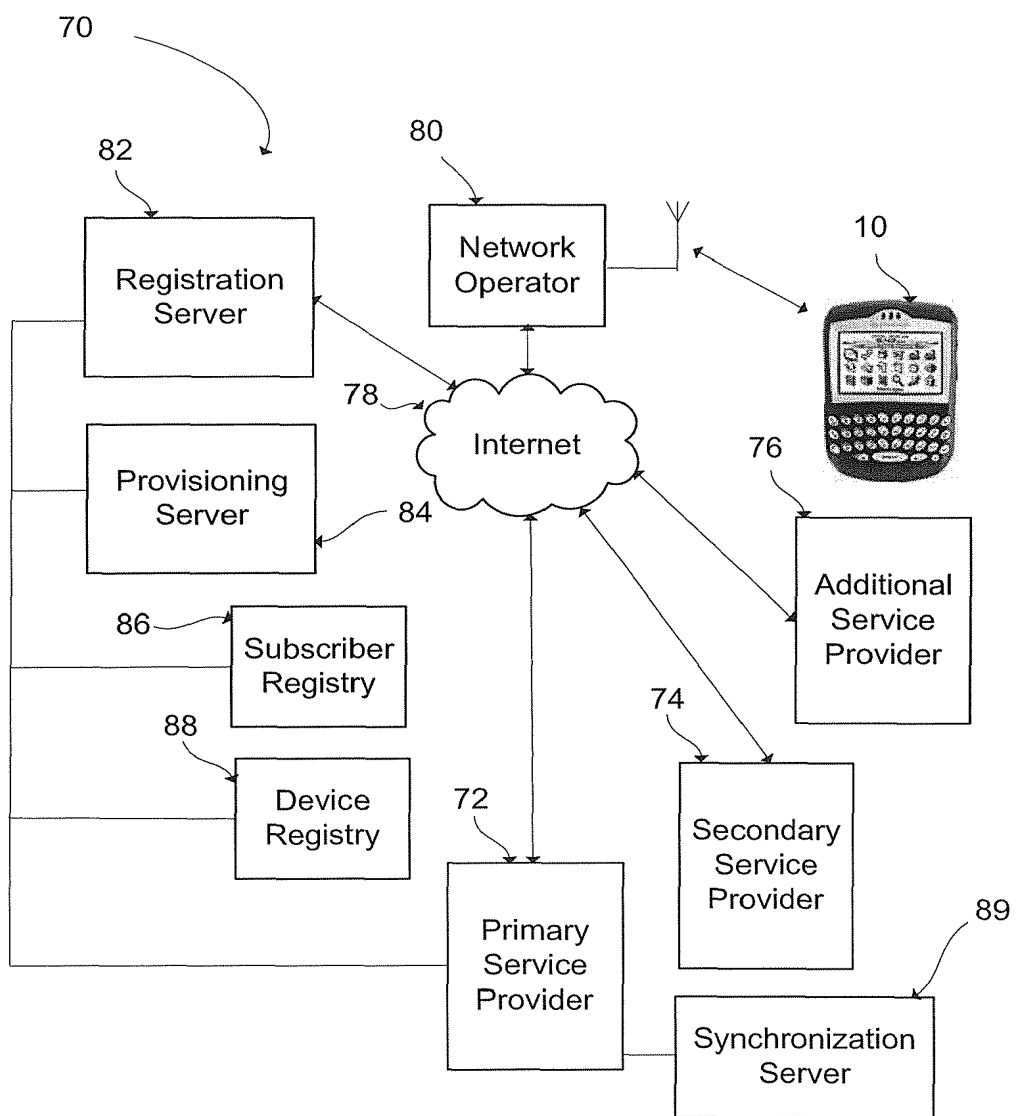 70
80
82
10
Registration
Server
Network
Operator
78
Internet
76
Provisioning
Server
84
Additional
Service
Provider
86
Subscriber
Registry
74
88
Device
Registry
72
Secondary
Service
Provider
89
Primary
Service
Provider
Synchronization
Server